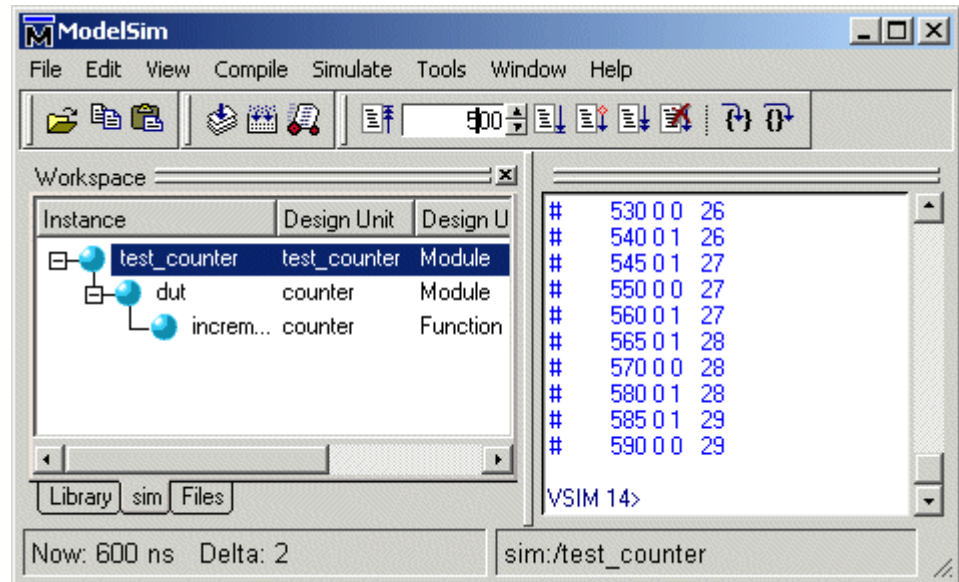 ModelSim
File Edit View Compile Simulate Tools Window Help
500
Workspace
Instance Design Unit Design U
test_counter test_counter Module
dut counter Module
increm... counter Function
Library sim Files
# 530 0 0 26
# 540 0 1 26
# 545 0 1 27
# 550 0 0 27
# 560 0 1 27
# 565 0 1 28
# 570 0 0 28
# 580 0 1 28
# 585 0 1 29
# 590 0 0 29
VSIM 14>
Now: 600 ns Delta: 2
sim:/test_counter